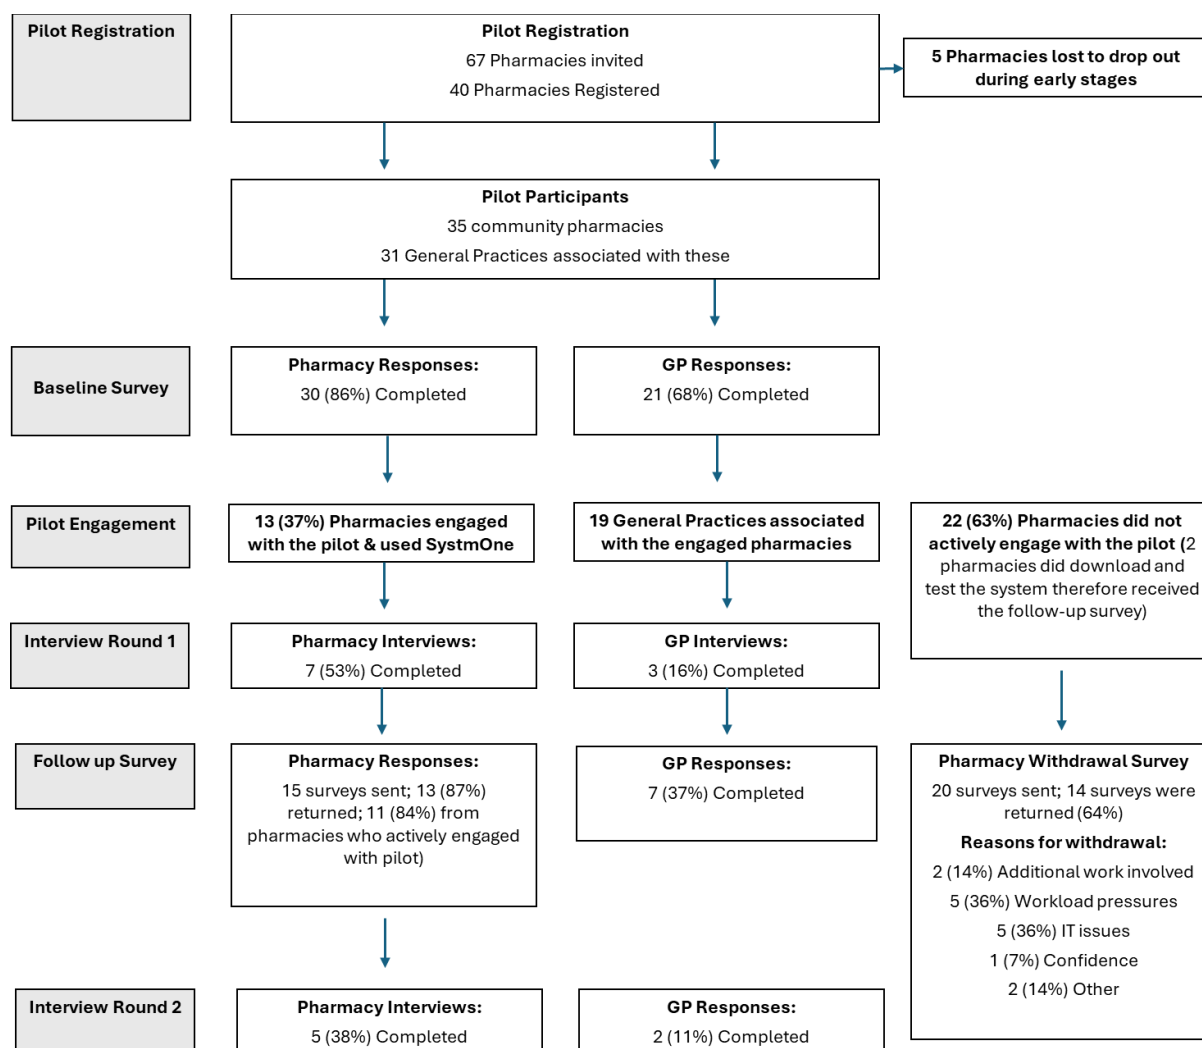 Pilot Registration
Pilot Registration
67 Pharmacies invited
40 Pharmacies Registered
5 Pharmacies lost to drop out
during early stages
Pilot Participants
35 community pharmacies
31 General Practices associated with these
Baseline Survey
Pharmacy Responses:
30 (86%) Completed
GP Responses:
21 (68%) Completed
Pilot Engagement
13 (37%) Pharmacies engaged
with the pilot & used SystmOne
19 General Practices associated
with the engaged pharmacies
22 (63%) Pharmacies did not
actively engage with the pilot (2
pharmacies did download and
test the system therefore received
the follow-up survey)
Interview Round 1
Pharmacy Interviews:
7 (53%) Completed
GP Interviews:
3 (16%) Completed
Follow up Survey
Pharmacy Responses:
15 surveys sent; 13 (87%)
returned; 11 (84%) from
pharmacies who actively engaged
with pilot)
GP Responses:
7 (37%) Completed
Pharmacy Withdrawal Survey
20 surveys sent; 14 surveys were
returned (64%)
Reasons for withdrawal:
2 (14%) Additional work involved
5 (36%) Workload pressures
5 (36%) IT issues
1 (7%) Confidence
2 (14%) Other
Interview Round 2
Pharmacy Interviews:
5 (38%) Completed
GP Responses:
2 (11%) Completed